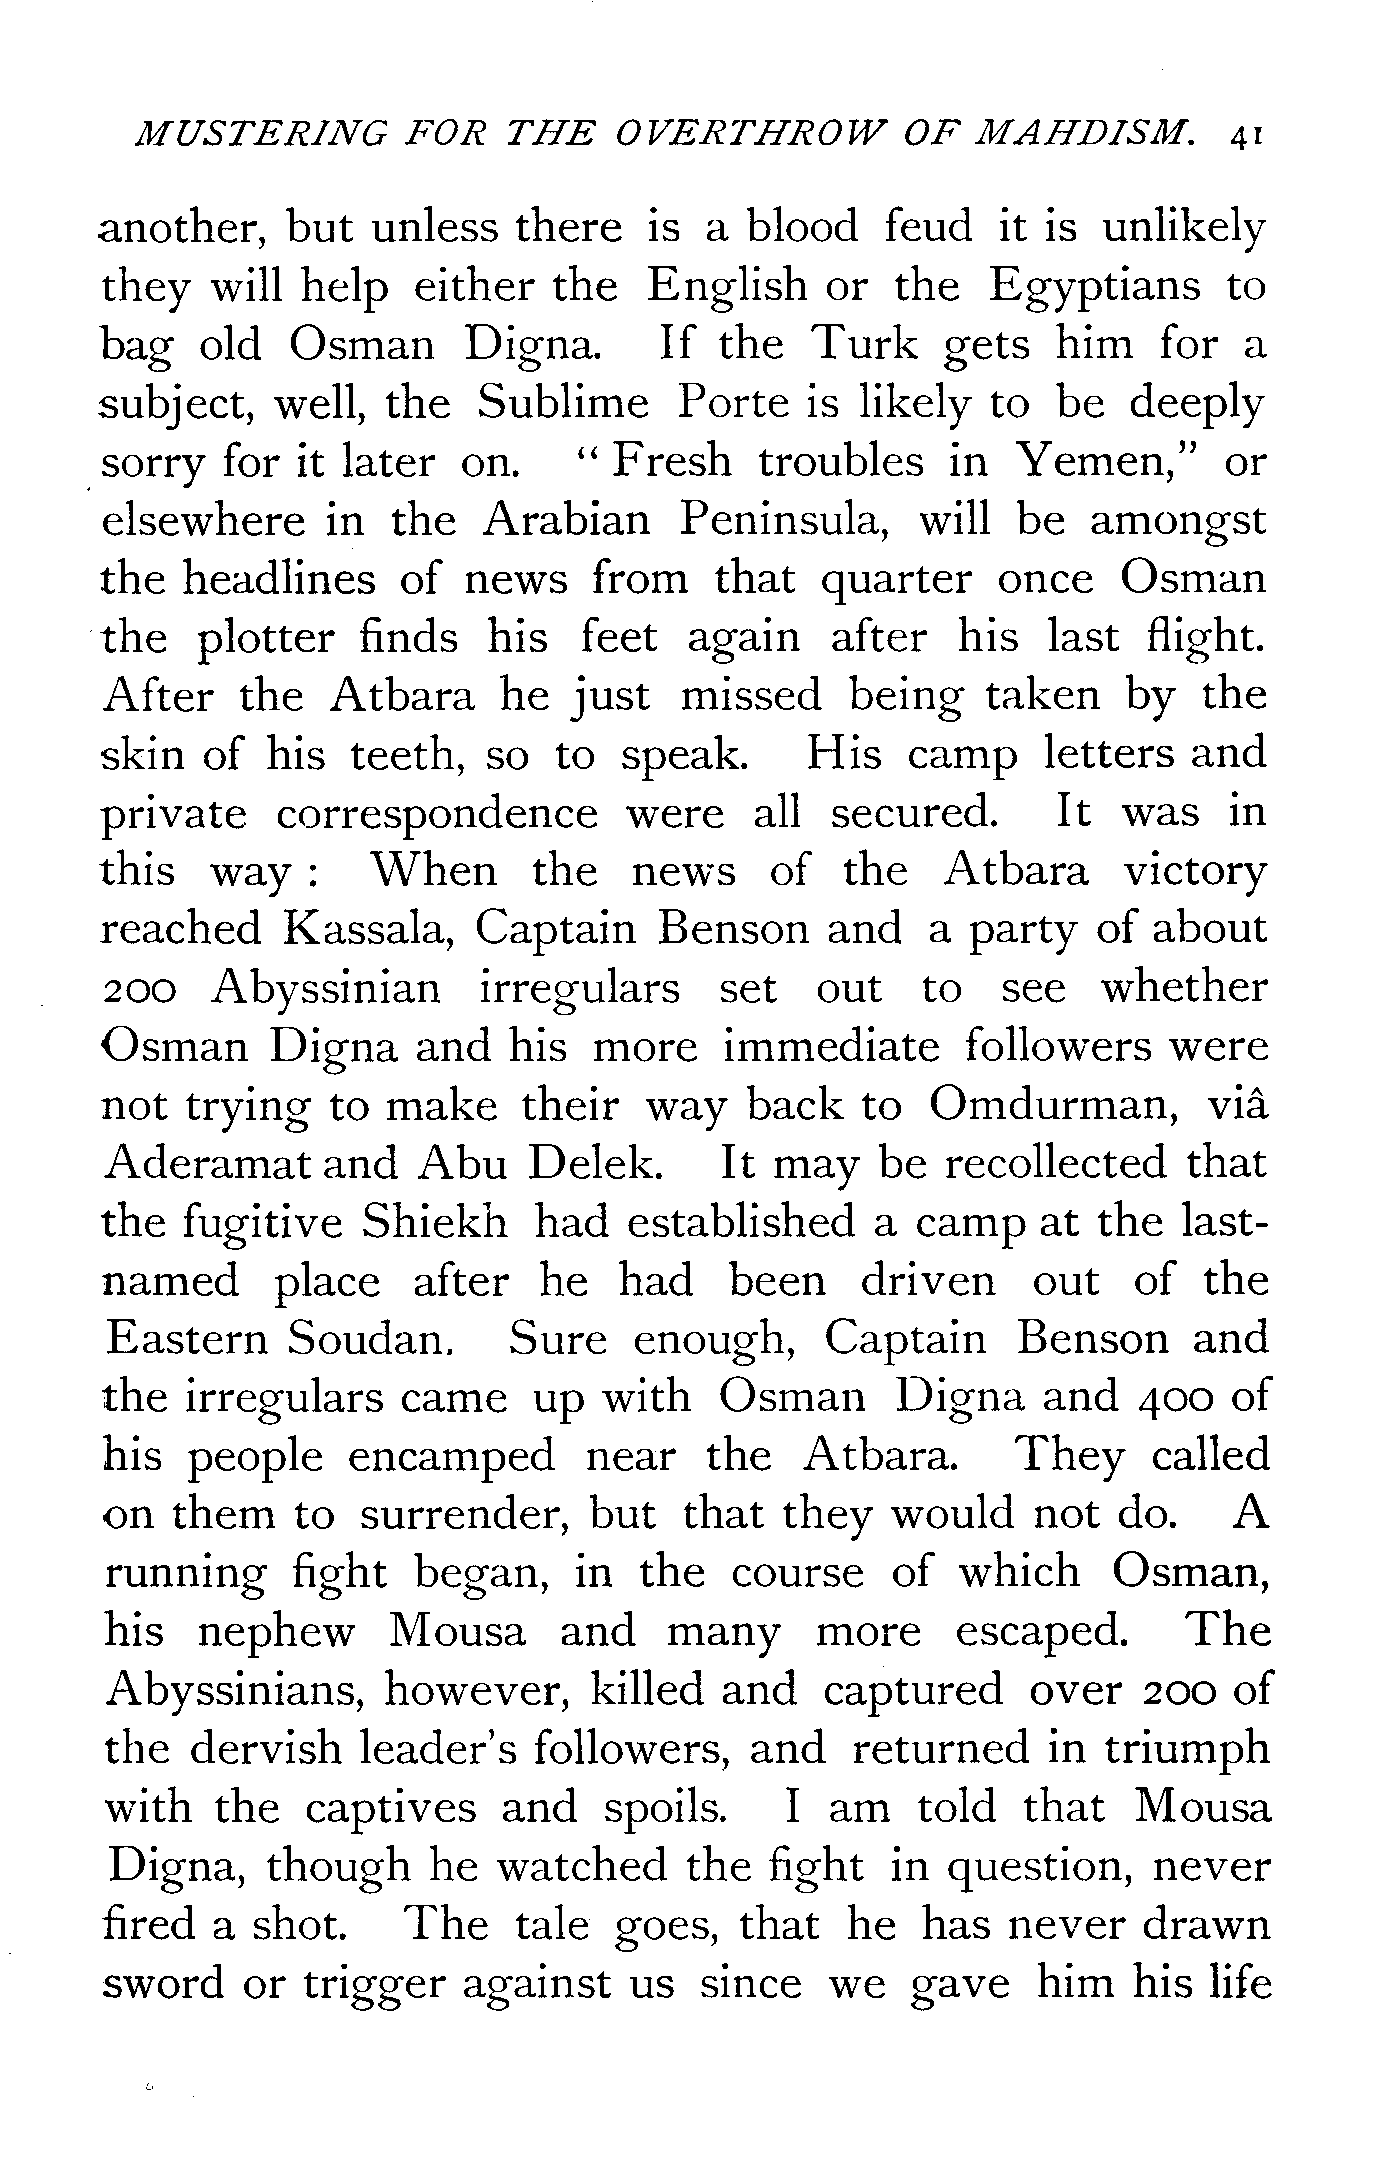 MUSTERING FOR THE OVERTHROW OF MAHDISM. 41
another, but unless there is a blood feud it is unlikely
they will help either the English or the Egyptians to
bag old Osman Digna. If the Turk gets him for a
subject, well, the Sublime Porte is likely to be deeply
sorry for it later on. “Fresh troubles in Yemen,” or
elsewhere in the Arabian Peninsula, will be amongst
the headlines of news from that quarter once Osman
the plotter finds his feet again after his last flight.
After the Atbara he just missed being taken by the
skin of his teeth, so to speak. His camp letters and
private correspondence were all secured. It was in
this way : When the news of the Atbara victory
reached Kassala, Captain Benson and a party of about
200 Abyssinian irregulars set out to see whether
Osman Digna and his more immediate followers were
not trying to make their way back to Omdurman, viâ
Aderamat and Abu Delek. It may be recollected that
the fugitive Shiekh had established a camp at the last-
named place after he had been driven out of the
Eastern Soudan. Sure enough, Captain Benson and
the irregulars came up with Osman Digna and 400 of
his people encamped near the Atbara. They called
on them to surrender, but that they would not do. A
running fight began, in the course of which Osman,
his nephew Mousa and many more escaped. The
Abyssinians, however, killed and captured over 200 of
the dervish leader's followers, and returned in triumph
with the captives and spoils. I am told that Mousa
Digna, though he watched the fight in question, never
fired a shot. The tale goes, that he has never drawn
sword or trigger against us since we gave him his life